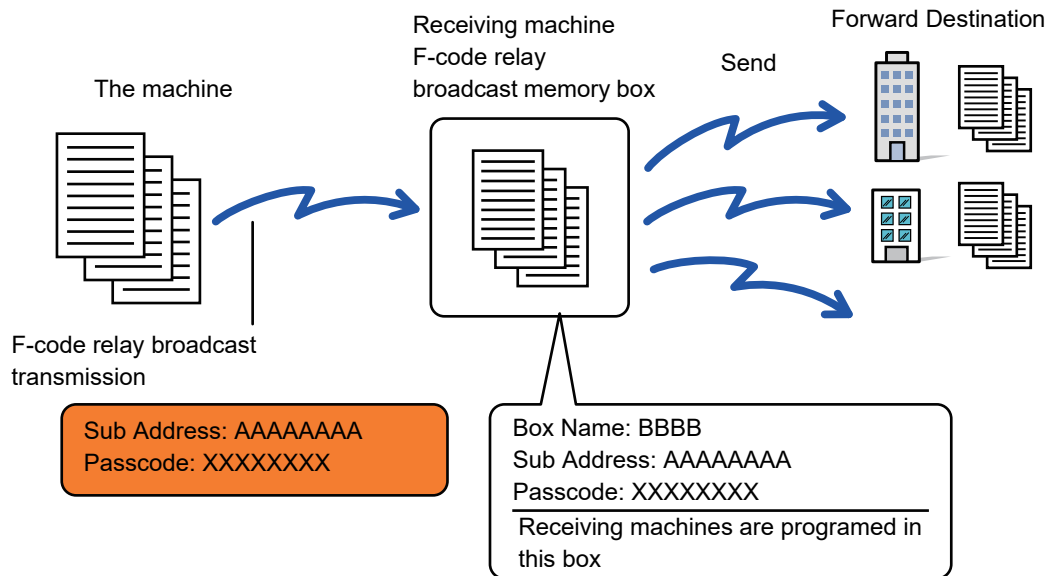 The machine
Receiving machine
F-code relay
broadcast memory box
Send
Forward Destination
F-code relay broadcast
transmission
Sub Address: AAAAAAAA
Passcode: XXXXXXXX
Box Name: BBBB
Sub Address: AAAAAAAA
Passcode: XXXXXXXX
Receiving machines are programed in
this box